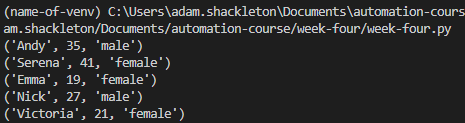 (name-of-venv) C:\Users\adam.shackleton\Documents\automation-cours
am.shackleton/Documents/automation-course/week-four/week-four.py
('Andy', 35, 'male')
('Serena', 41, 'female')
('Emma', 19, 'female')
('Nick', 27, 'male')
('Victoria', 21, 'female')